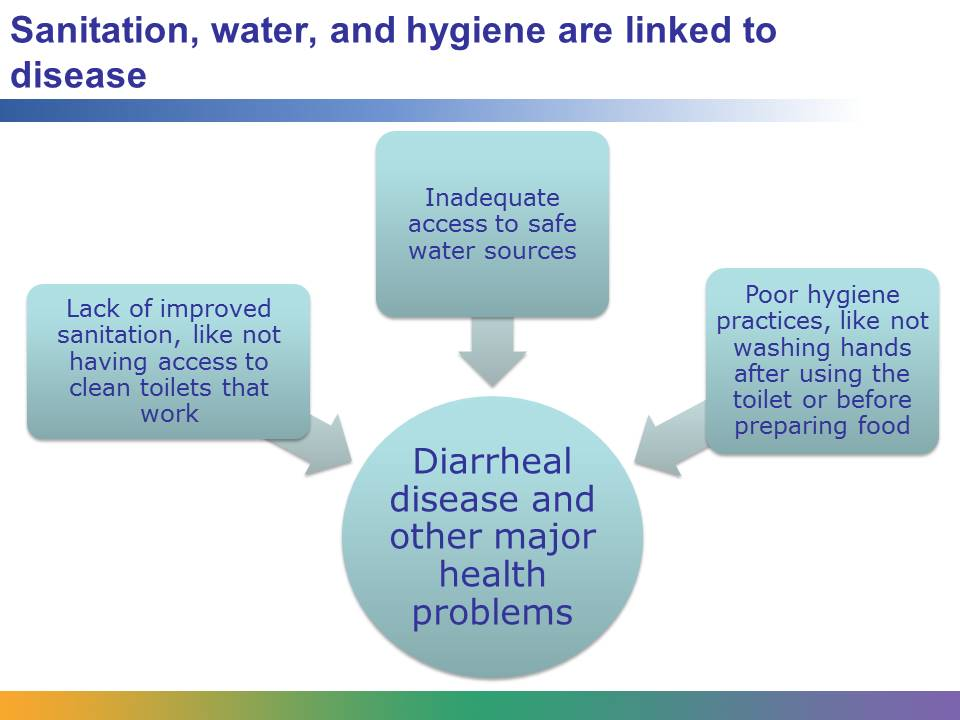 Sanitation, water, and hygiene are linked to
disease
Inadequate
access to safe
water sources
Lack of improved
sanitation, like not
having access to
clean toilets that
work
Poor hygiene
practices, like not
washing hands
after using the
toilet or before
preparing food
Diarrheal
disease and
other major
health
problems